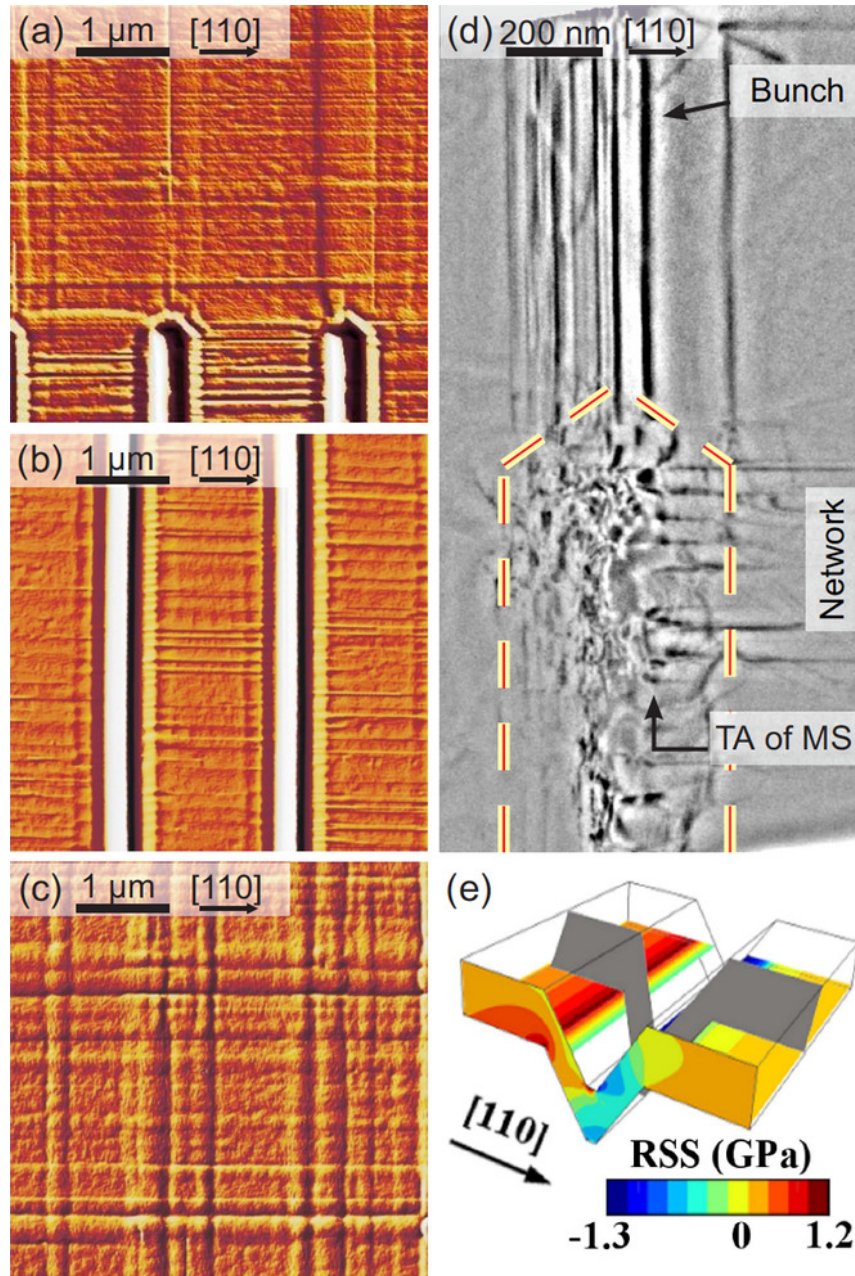 (a)
1 µm
[110]
(b)
1 µm
[110]
(c)
1 µm
[110]
(d)
200 nm
[110]
Bunch
Network
TA of MS
(e)
[110]
RSS (GPa)
-1.3 0 1.2